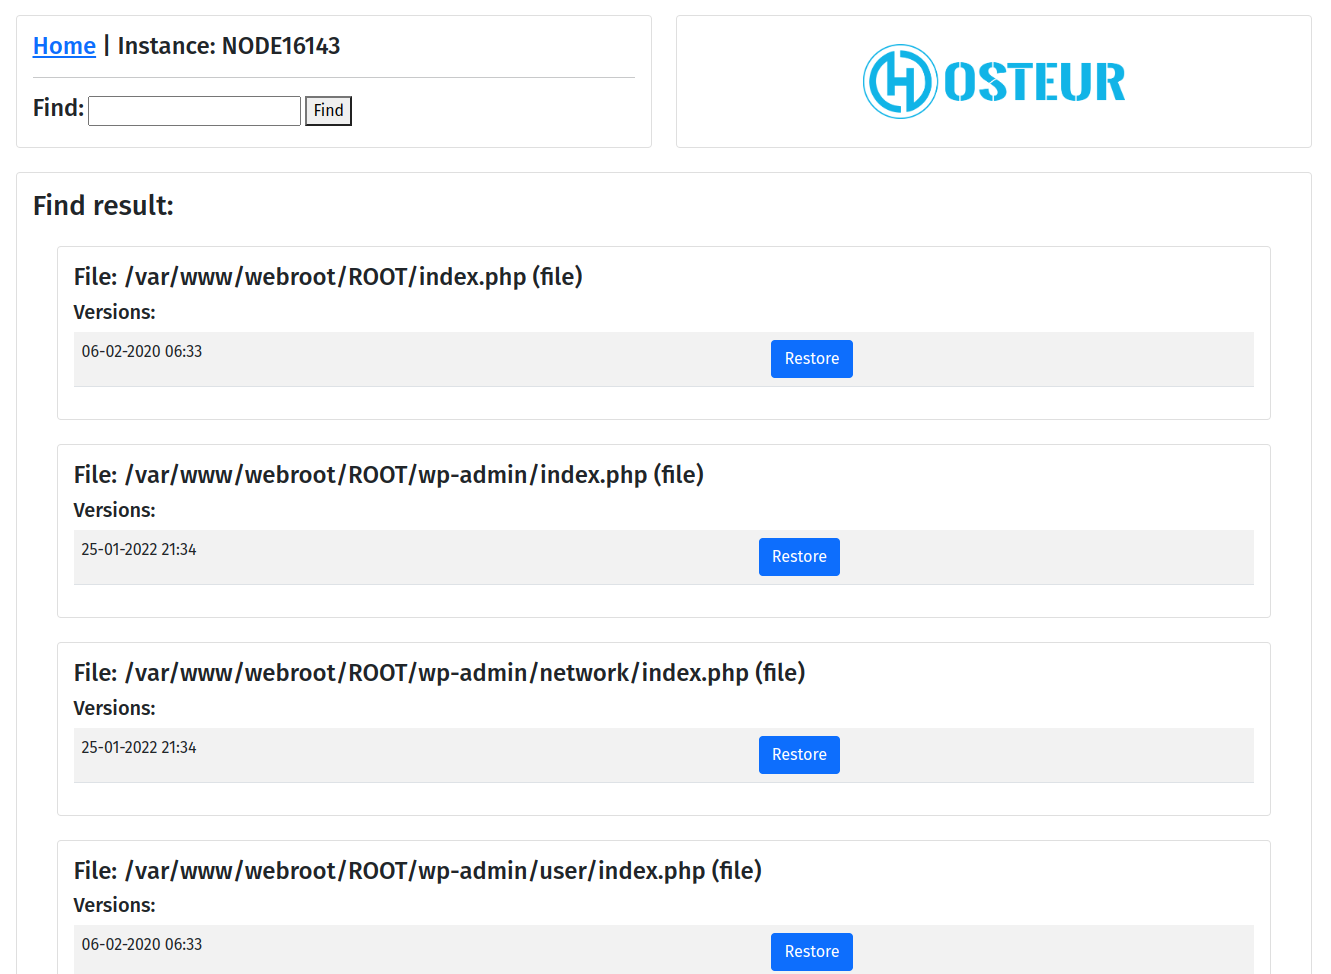 Home | Instance: NODE16143
Find: Find
HOSTEUR
Find result:
File: /var/www/webroot/ROOT/index.php (file)
Versions:
06-02-2020 06:33 Restore
File: /var/www/webroot/ROOT/wp-admin/index.php (file)
Versions:
25-01-2022 21:34 Restore
File: /var/www/webroot/ROOT/wp-admin/network/index.php (file)
Versions:
25-01-2022 21:34 Restore
File: /var/www/webroot/ROOT/wp-admin/user/index.php (file)
Versions:
06-02-2020 06:33 Restore